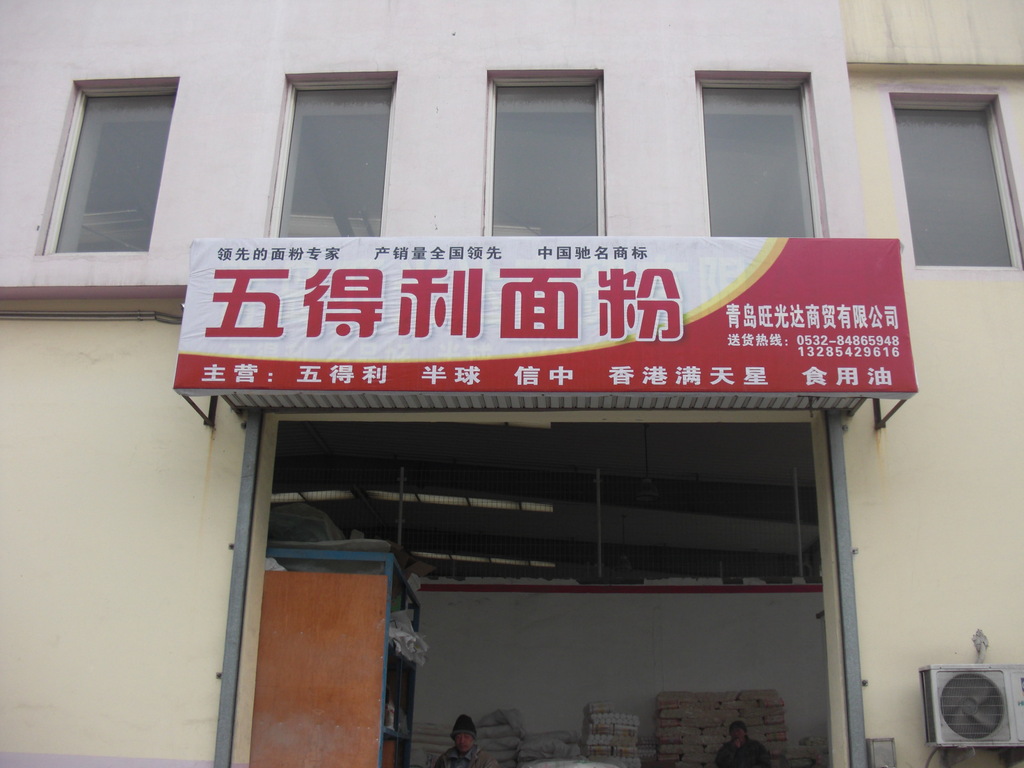 领先的面粉专家 产销量全国领先 中国驰名商标
五得利面粉
青岛旺光达商贸有限公司
送货热线：0532-84865948
13285429616
主营：五得利 半球 信中 香港满天星 食用油